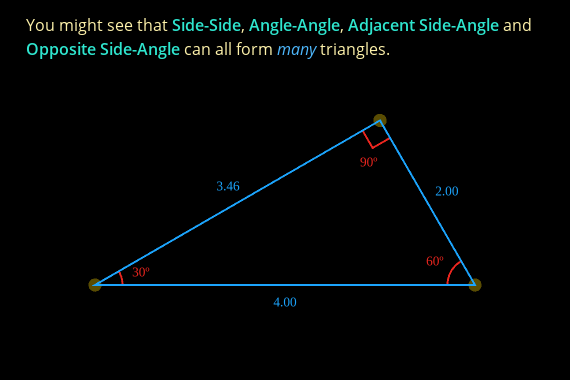 You might see that Side-Side, Angle-Angle, Adjacent Side-Angle and
Opposite Side-Angle can all form many triangles.
90º
3.46
2.00
60º
30º
4.00